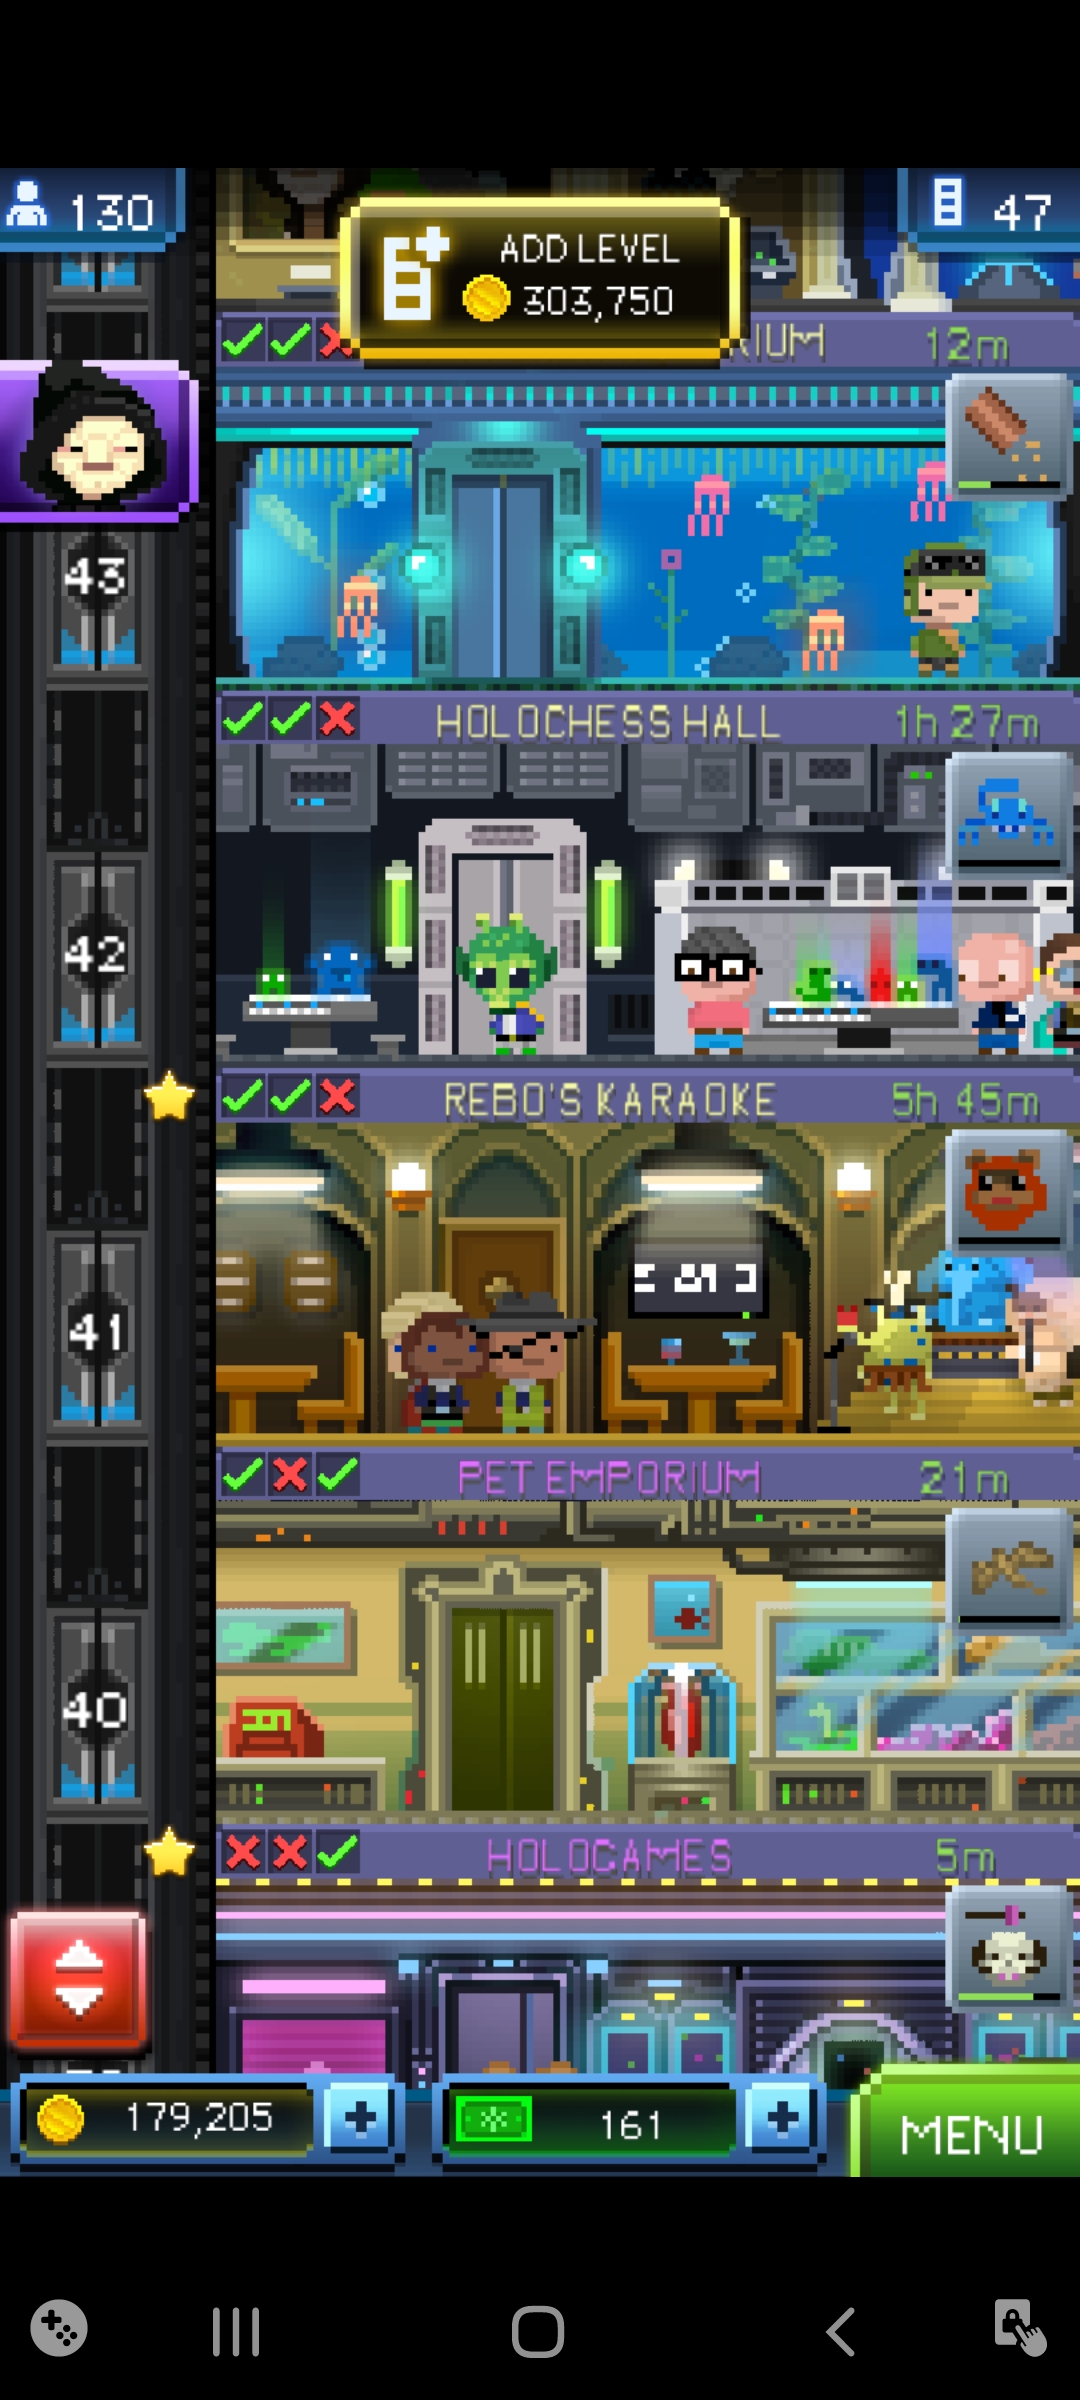 130
ADD LEVEL
303,750
47
RIUM 12m
43
HOLOCHESS HALL 1h 27m
42
REBO'S KARAOKE 5h 45m
41
PET EMPORIUM 21m
40
HOLOGAMES 5m
179,205
161
MENU